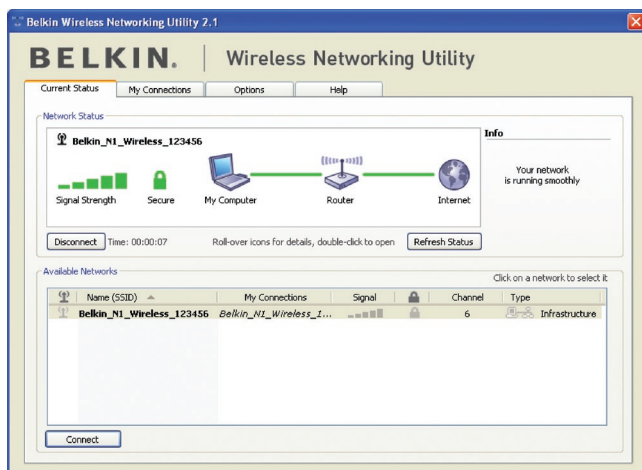 Belkin Wireless Networking Utility 2.1
BELKIN. | Wireless Networking Utility
Current Status My Connections Options Help
Network Status
Belkin_N1_Wireless_123456
Signal Strength Secure My Computer Router Internet
Info
Your network
is running smoothly
Disconnect Time: 00:00:07 Roll-over icons for details, double-click to open Refresh Status
Available Networks
Click on a network to select it
Name (SSID) My Connections Signal Channel Type
Belkin_N1_Wireless_123456 Belkin_N1_Wireless_1... 6 Infrastructure
Connect